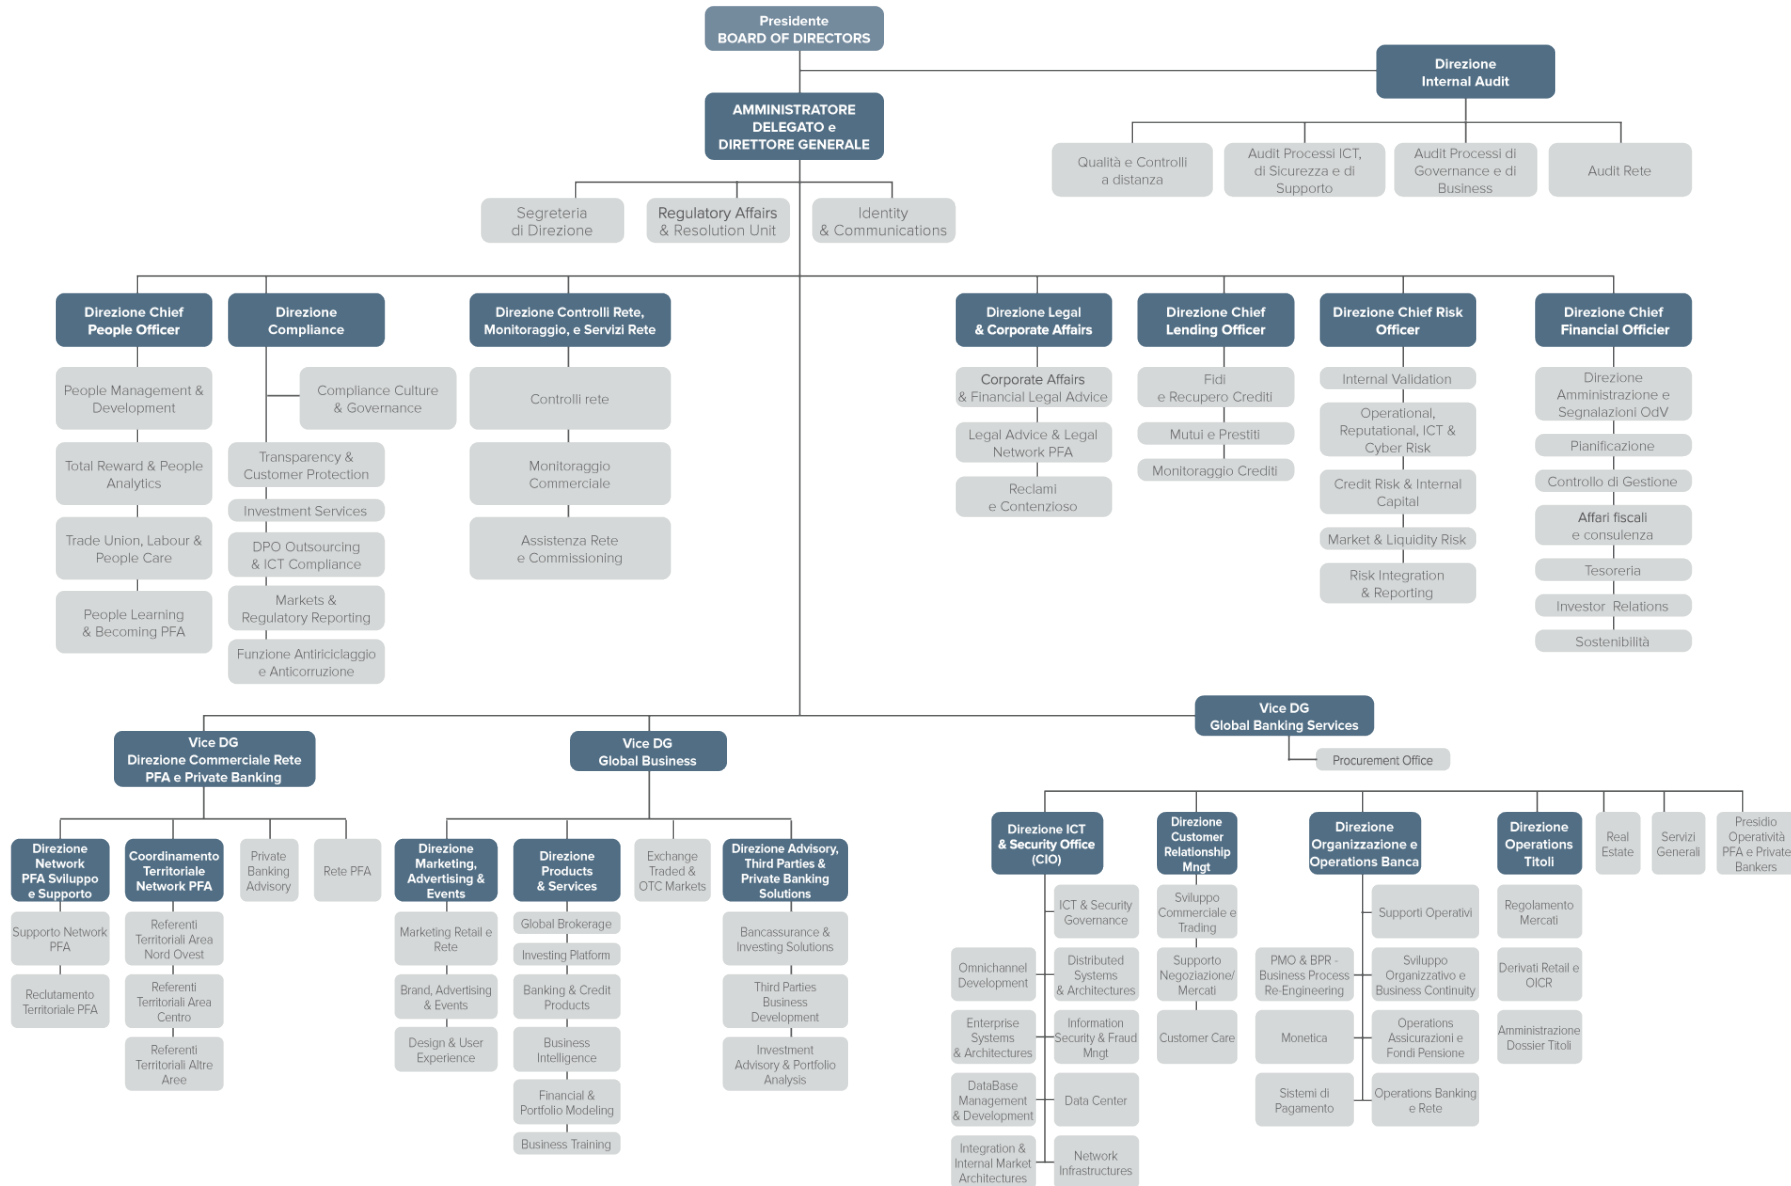 Presidente
BOARD OF DIRECTORS
Direzione
Internal Audit
AMMINISTRATORE
DELEGATO e
DIRETTORE GENERALE
Qualità e Controlli
a distanza
Audit Processi ICT,
di Sicurezza e di
Supporto
Audit Processi di
Governance e di
Business
Audit Rete
Segreteria
di Direzione
Regulatory Affairs
& Resolution Unit
Identity
& Communications
Direzione Chief
People Officer
People Management &
Development
Total Reward & People
Analytics
Trade Union, Labour &
People Care
People Learning
& Becoming PFA
Direzione
Compliance
Compliance Culture
& Governance
Transparency &
Customer Protection
Investment Services
DPO Outsourcing
& ICT Compliance
Markets &
Regulatory Reporting
Funzione Antiriciclaggio
e Anticorruzione
Direzione Controlli Rete,
Monitoraggio, e Servizi Rete
Controlli rete
Monitoraggio
Commerciale
Assistenza Rete
e Commissioning
Direzione Legal
& Corporate Affairs
Corporate Affairs
& Financial Legal Advice
Legal Advice & Legal
Network PFA
Reclami
e Contenzioso
Direzione Chief
Lending Officer
Fidi
e Recupero Crediti
Mutui e Prestiti
Monitoraggio Crediti
Direzione Chief Risk
Officer
Internal Validation
Operational,
Reputational, ICT &
Cyber Risk
Credit Risk & Internal
Capital
Market & Liquidity Risk
Risk Integration
& Reporting
Direzione Chief
Financial Officier
Direzione
Amministrazione e
Segnalazioni OdV
Pianificazione
Controllo di Gestione
Affari fiscali
e consulenza
Tesoreria
Investor Relations
Sostenibilità
Vice DG
Direzione Commerciale Rete
PFA e Private Banking
Vice DG
Global Business
Vice DG
Global Banking Services
Procurement Office
Direzione
Network
PFA Sviluppo
e Supporto
Supporto Network
PFA
Reclutamento
Territoriale PFA
Coordinamento
Territoriale
Network PFA
Referenti
Territoriali Area
Nord Ovest
Referenti
Territoriali Area
Centro
Referenti
Territoriali Altre
Aree
Private
Banking
Advisory
Rete PFA
Direzione
Marketing,
Advertising &
Events
Marketing Retail e
Rete
Brand, Advertising
& Events
Design & User
Experience
Direzione
Products
& Services
Global Brokerage
Investing Platform
Banking & Credit
Products
Business
Intelligence
Financial &
Portfolio Modeling
Business Training
Exchange
Traded &
OTC Markets
Direzione Advisory,
Third Parties &
Private Banking
Solutions
Bancassurance &
Investing Solutions
Third Parties
Business
Development
Investment
Advisory & Portfolio
Analysis
Direzione ICT
& Security Office
(CIO)
ICT & Security
Governance
Omnichannel
Development
Distributed
Systems
& Architectures
Enterprise
Systems
& Architectures
Information
Security & Fraud
Mngt
DataBase
Management
& Development
Data Center
Integration &
Internal Market
Architectures
Network
Infrastructures
Direzione
Customer
Relationship
Mngt
Sviluppo
Commerciale e
Trading
Supporto
Negoziazione/
Mercati
Customer Care
Direzione
Organizzazione e
Operations Banca
Supporti Operativi
PMO & BPR -
Business Process
Re-Engineering
Sviluppo
Organizzativo e
Business Continuity
Monetica
Operations
Assicurazioni e
Fondi Pensione
Sistemi di
Pagamento
Operations Banking
e Rete
Direzione
Operations
Titoli
Regolamento
Mercati
Derivati Retail e
OICR
Amministrazione
Dossier Titoli
Real
Estate
Servizi
Generali
Presidio
Operatività
PFA e Private
Bankers